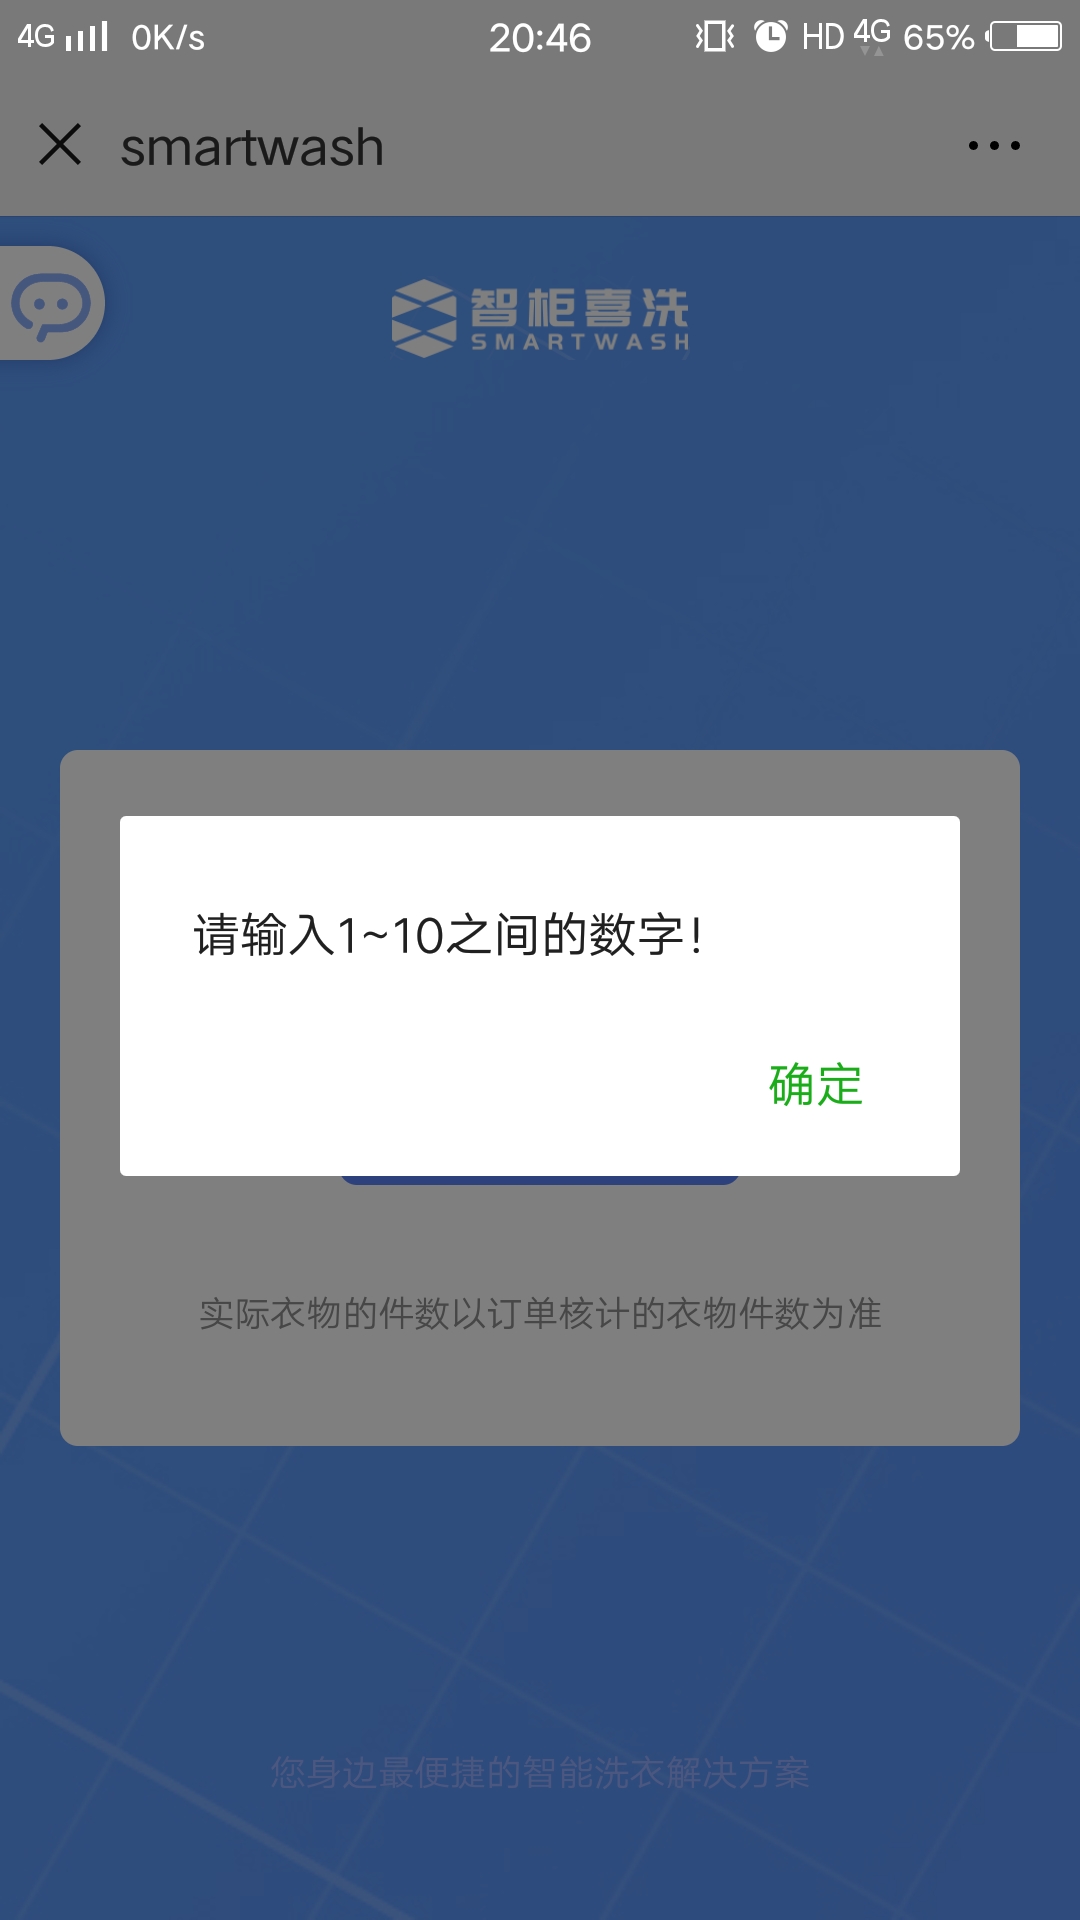 4G 0K/s 20:46 HD 4G 65%
smartwash
智柜喜洗
SMARTWASH
请输入1~10之间的数字!
确定
实际衣物的件数以订单核计的衣物件数为准
您身边最便捷的智能洗衣解决方案